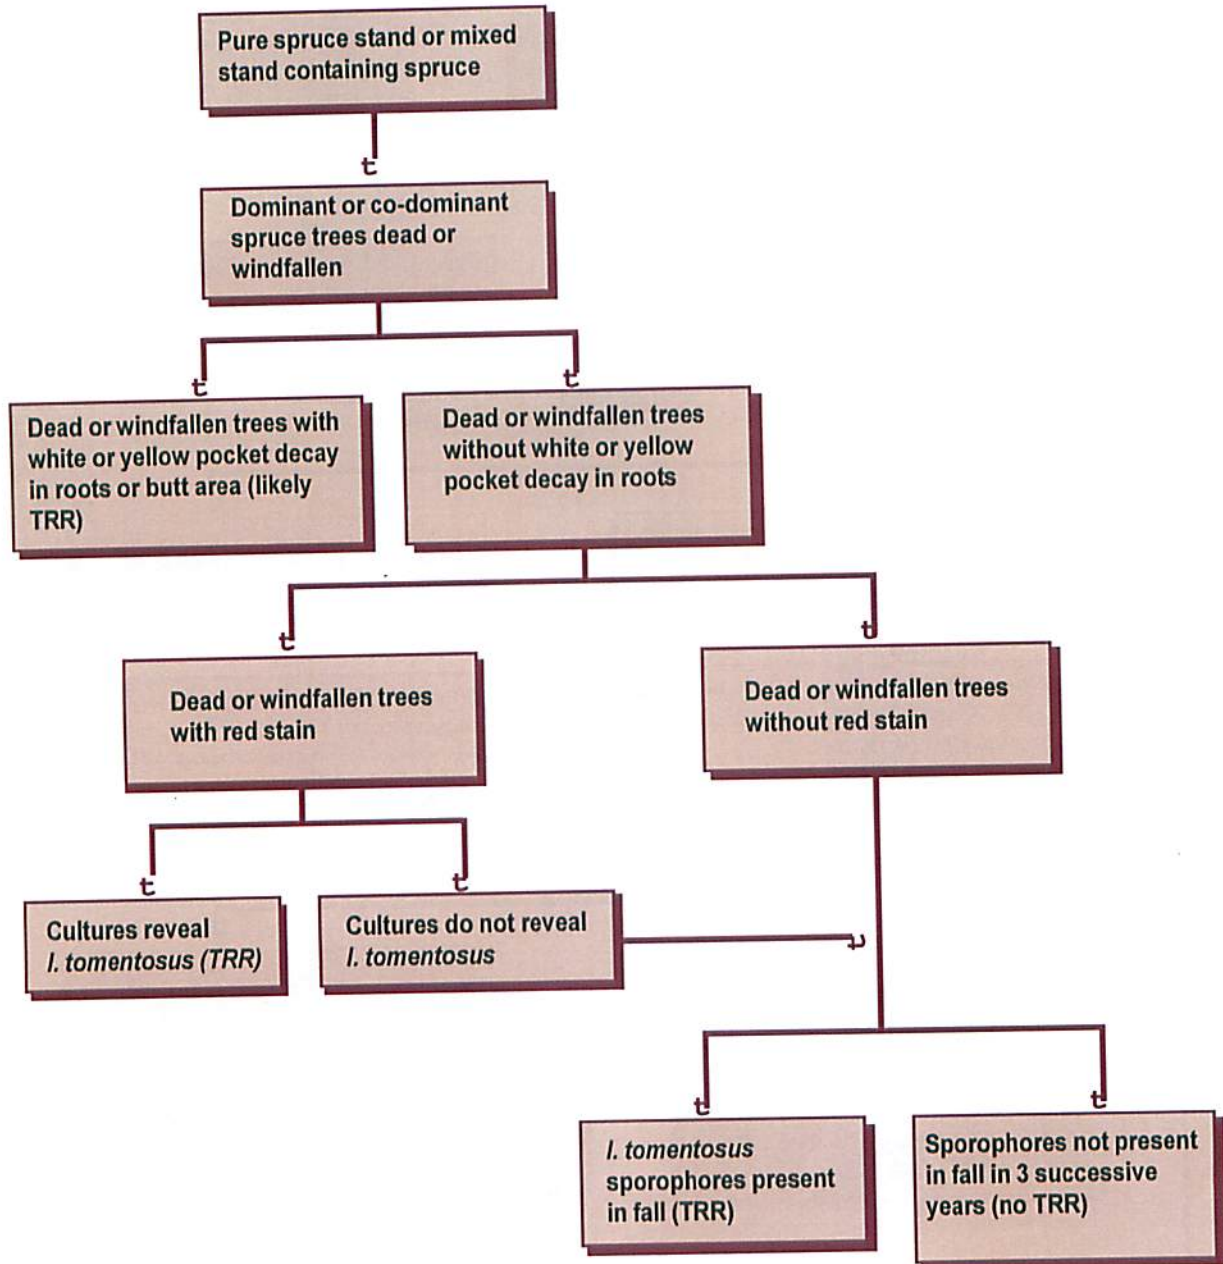 Pure spruce stand or mixed
stand containing spruce
t
Dominant or co-dominant
spruce trees dead or
windfallen
t
t
Dead or windfallen trees with
white or yellow pocket decay
in roots or butt area (likely
TRR)
Dead or windfallen trees
without white or yellow
pocket decay in roots
t
t
Dead or windfallen trees
with red stain
Dead or windfallen trees
without red stain
t
t
Cultures reveal
I. tomentosus (TRR)
Cultures do not reveal
I. tomentosus
t
t
t
I. tomentosus
sporophores present
in fall (TRR)
Sporophores not present
in fall in 3 successive
years (no TRR)